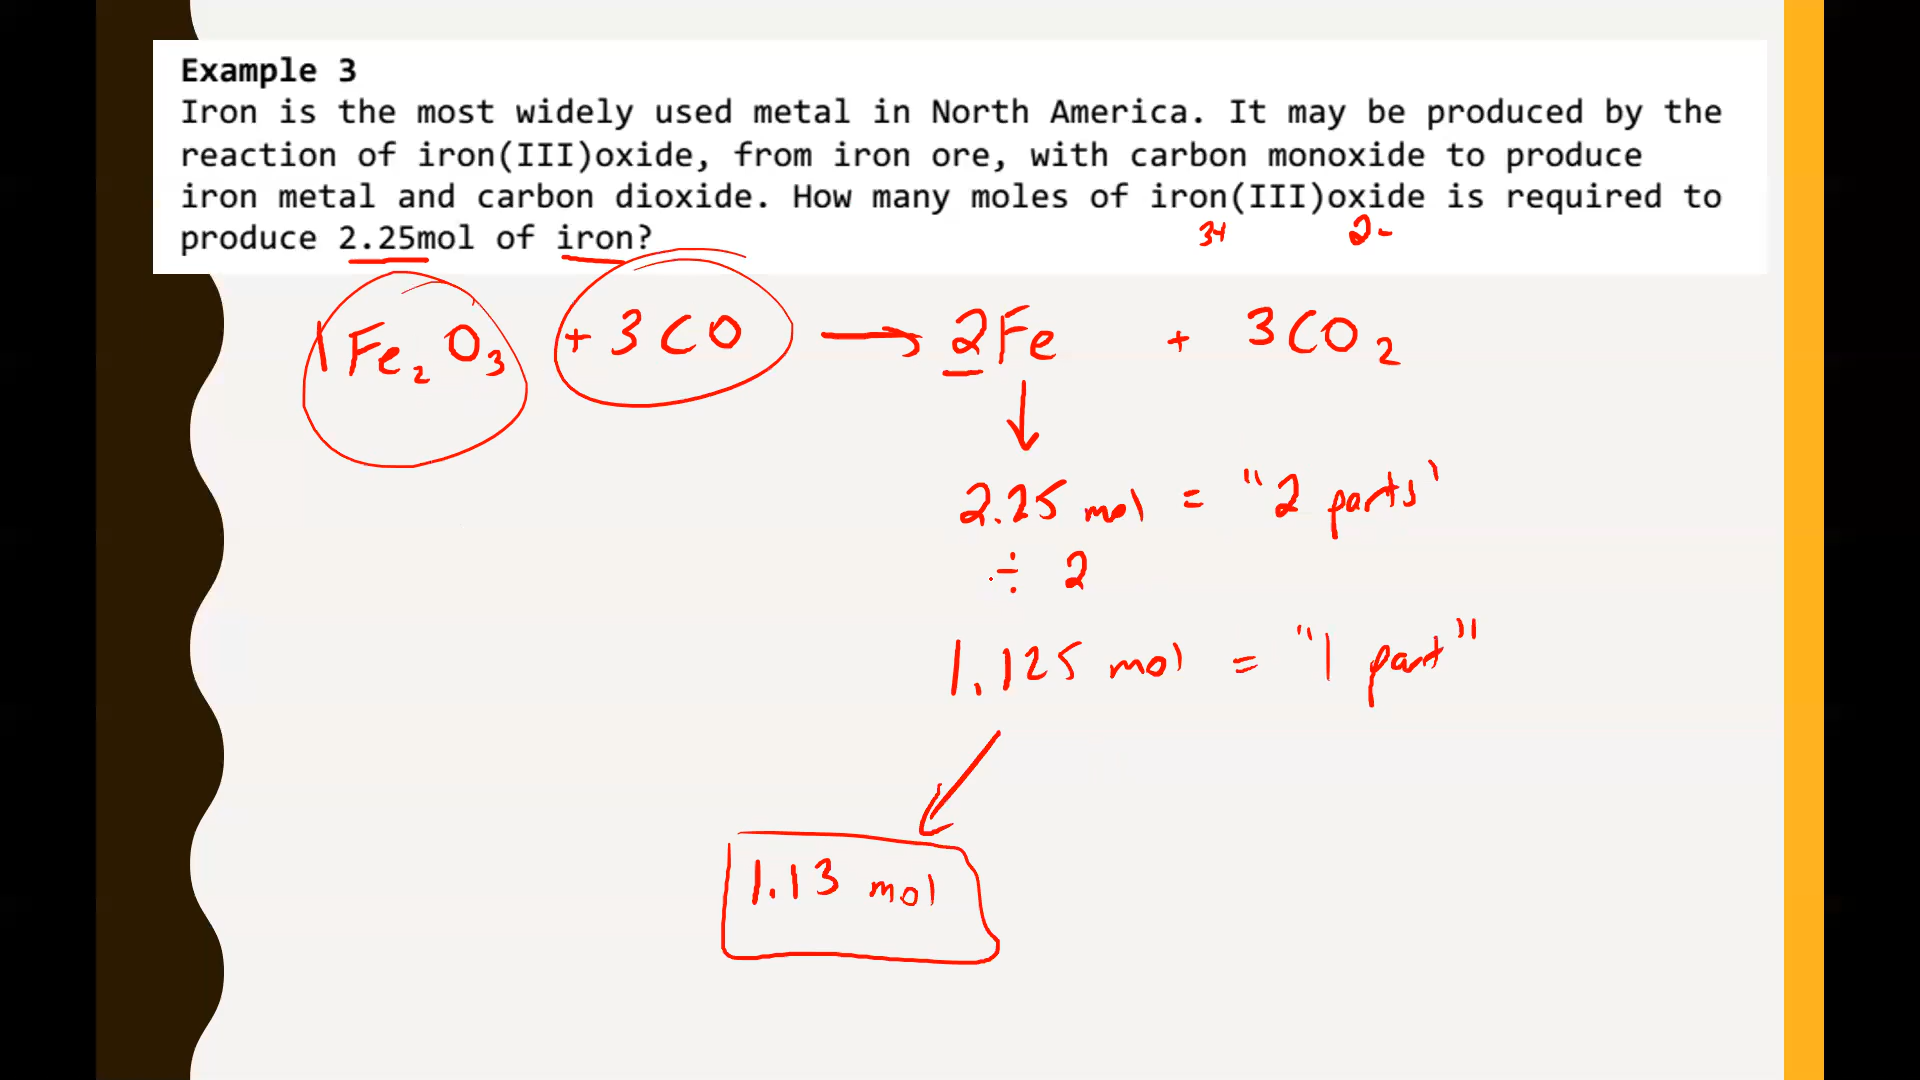 Example 3
Iron is the most widely used metal in North America. It may be produced by the
reaction of iron(III)oxide, from iron ore, with carbon monoxide to produce
iron metal and carbon dioxide. How many moles of iron(III)oxide is required to
produce 2.25mol of iron?
3+ 2-
1 Fe₂O₃ + 3CO → 2Fe + 3CO₂
2.25 mol = "2 parts'
÷ 2
1.125 mol = "1 part"
1.13 mol